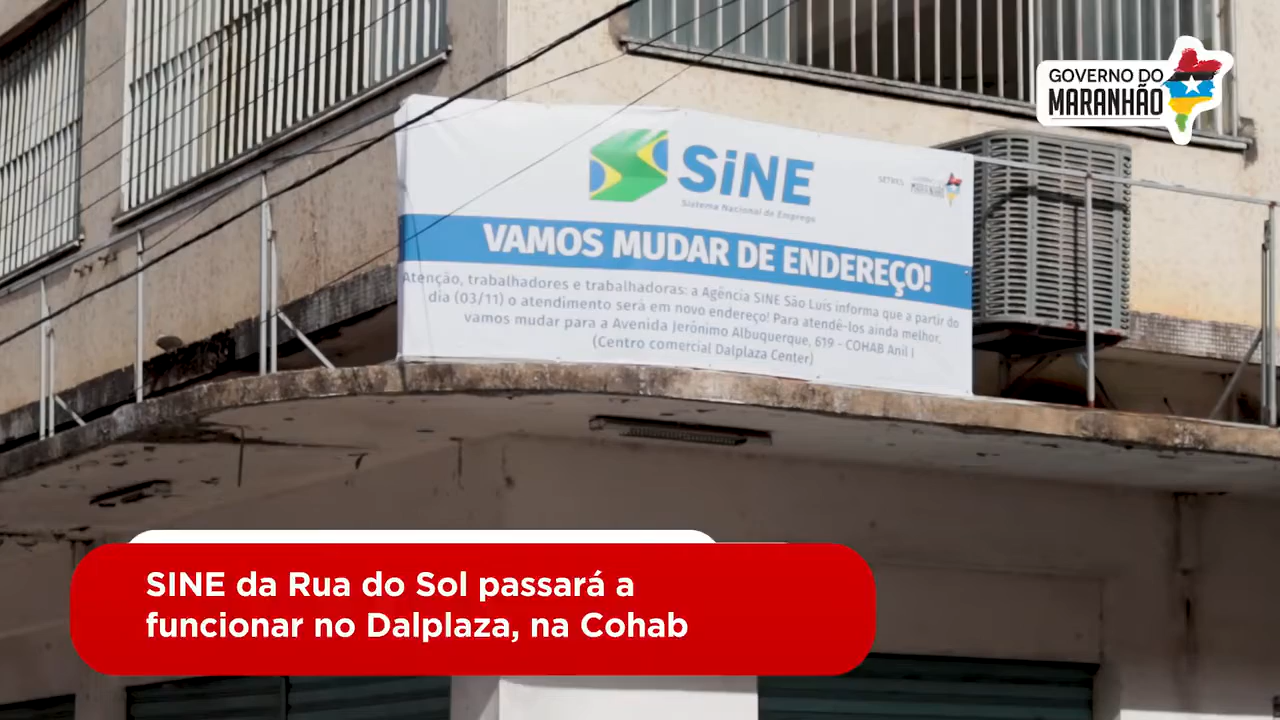 GOVERNO DO
MARANHÃO
SiNE
Sistema Nacional de Emprego
SETRES
MARANHÃO
VAMOS MUDAR DE ENDEREÇO!
Atenção, trabalhadores e trabalhadoras: a Agência SINE São Luís informa que a partir do
dia (03/11) o atendimento será em novo endereço! Para atendê-los ainda melhor,
vamos mudar para a Avenida Jerônimo Albuquerque, 619 - COHAB Anil I
(Centro comercial Dalplaza Center)
SINE da Rua do Sol passará a
funcionar no Dalplaza, na Cohab